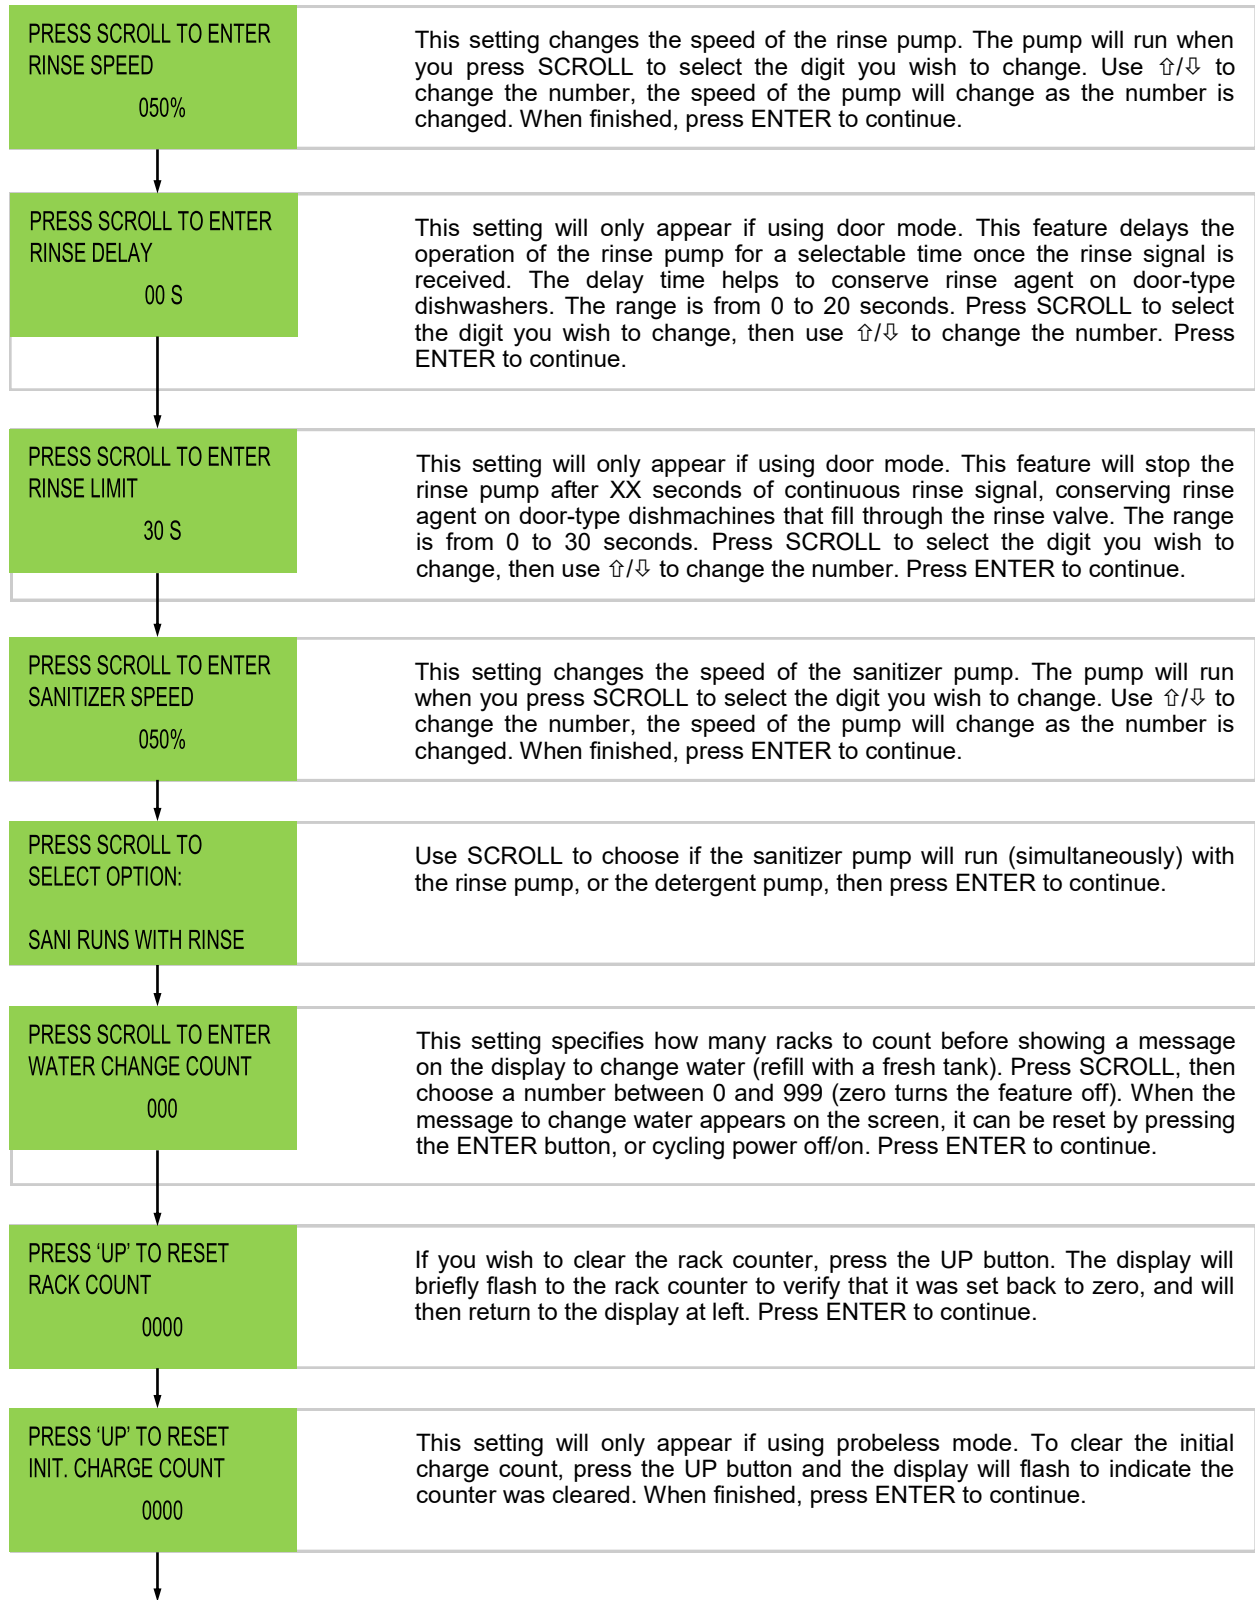 PRESS SCROLL TO ENTER
RINSE SPEED
050%
This setting changes the speed of the rinse pump. The pump will run when
you press SCROLL to select the digit you wish to change. Use ⇧/⇩ to
change the number, the speed of the pump will change as the number is
changed. When finished, press ENTER to continue.
PRESS SCROLL TO ENTER
RINSE DELAY
00 S
This setting will only appear if using door mode. This feature delays the
operation of the rinse pump for a selectable time once the rinse signal is
received. The delay time helps to conserve rinse agent on door-type
dishwashers. The range is from 0 to 20 seconds. Press SCROLL to select
the digit you wish to change, then use ⇧/⇩ to change the number. Press
ENTER to continue.
PRESS SCROLL TO ENTER
RINSE LIMIT
30 S
This setting will only appear if using door mode. This feature will stop the
rinse pump after XX seconds of continuous rinse signal, conserving rinse
agent on door-type dishmachines that fill through the rinse valve. The range
is from 0 to 30 seconds. Press SCROLL to select the digit you wish to
change, then use ⇧/⇩ to change the number. Press ENTER to continue.
PRESS SCROLL TO ENTER
SANITIZER SPEED
050%
This setting changes the speed of the sanitizer pump. The pump will run
when you press SCROLL to select the digit you wish to change. Use ⇧/⇩ to
change the number, the speed of the pump will change as the number is
changed. When finished, press ENTER to continue.
PRESS SCROLL TO
SELECT OPTION:
SANI RUNS WITH RINSE
Use SCROLL to choose if the sanitizer pump will run (simultaneously) with
the rinse pump, or the detergent pump, then press ENTER to continue.
PRESS SCROLL TO ENTER
WATER CHANGE COUNT
000
This setting specifies how many racks to count before showing a message
on the display to change water (refill with a fresh tank). Press SCROLL, then
choose a number between 0 and 999 (zero turns the feature off). When the
message to change water appears on the screen, it can be reset by pressing
the ENTER button, or cycling power off/on. Press ENTER to continue.
PRESS ‘UP’ TO RESET
RACK COUNT
0000
If you wish to clear the rack counter, press the UP button. The display will
briefly flash to the rack counter to verify that it was set back to zero, and will
then return to the display at left. Press ENTER to continue.
PRESS ‘UP’ TO RESET
INIT. CHARGE COUNT
0000
This setting will only appear if using probeless mode. To clear the initial
charge count, press the UP button and the display will flash to indicate the
counter was cleared. When finished, press ENTER to continue.